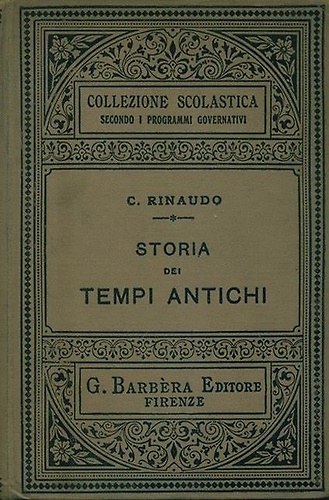 COLLEZIONE SCOLASTICA
SECONDO I PROGRAMMI GOVERNATIVI
C. RINAUDO
STORIA
DEI
TEMPI ANTICHI
G. BARBÈRA EDITORE
FIRENZE